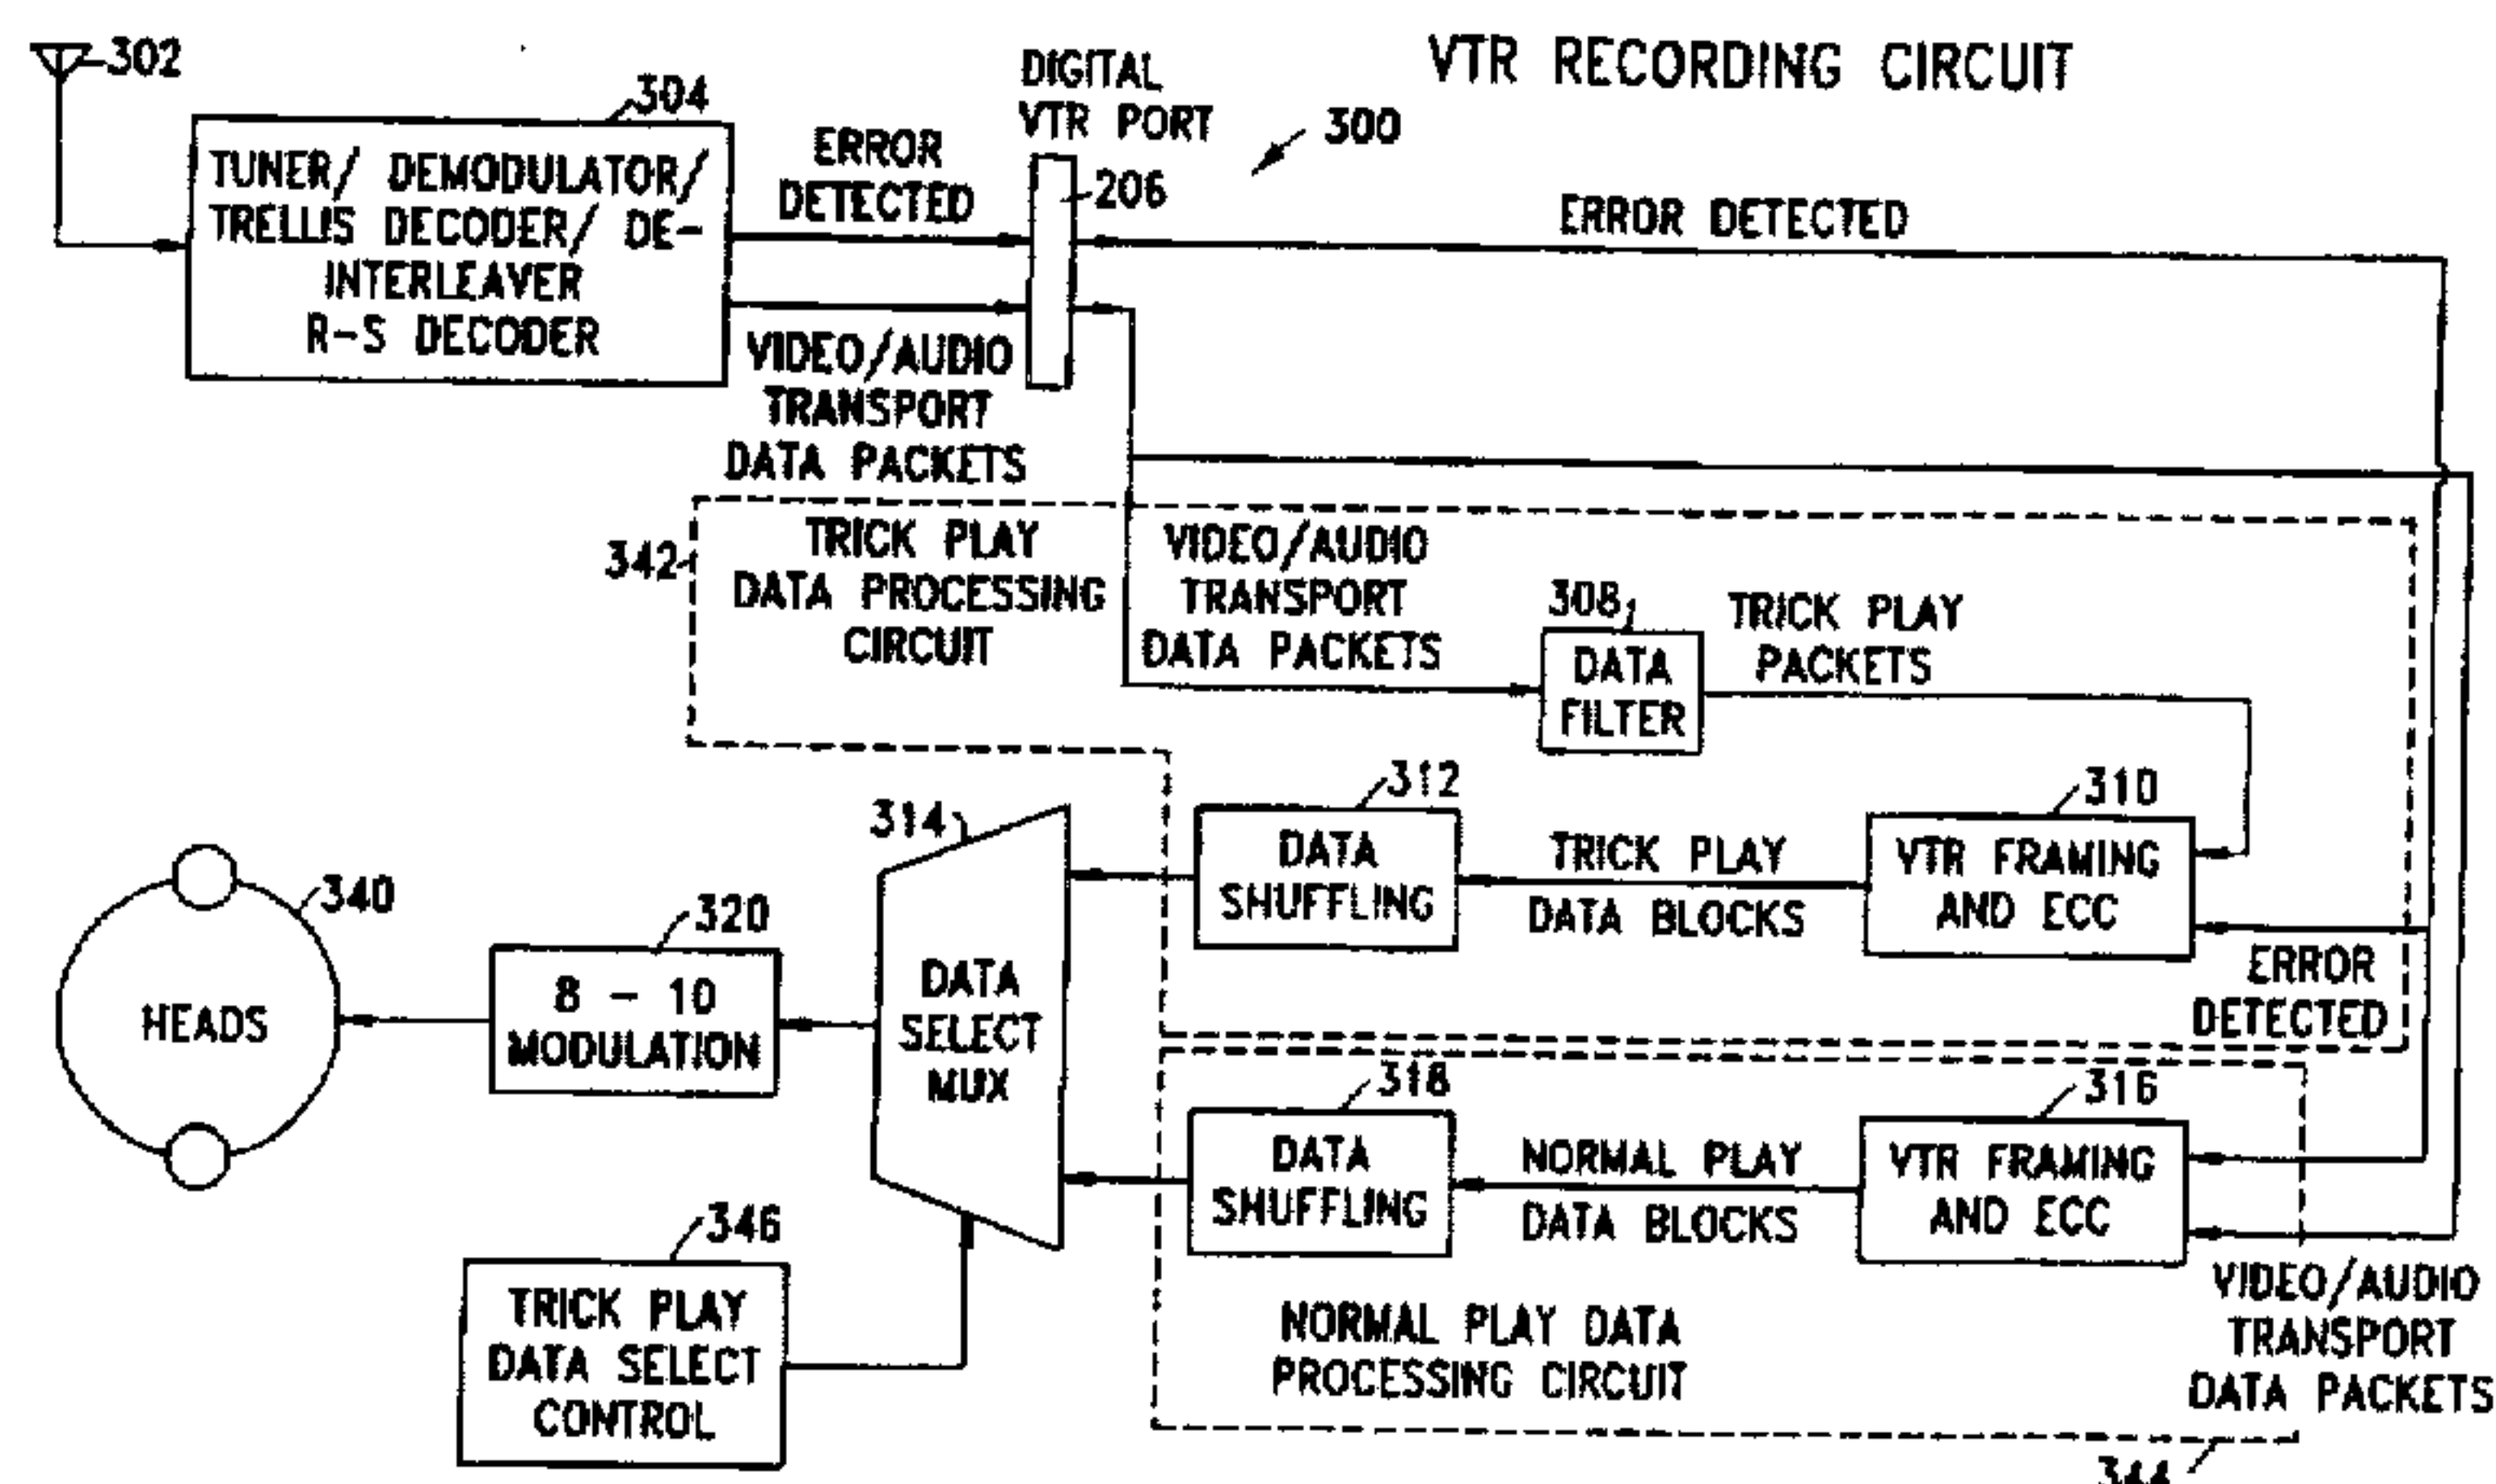 VTR RECORDING CIRCUIT
302
304
TUNER/ DEMODULATOR/
TRELLIS DECODER/ DE-
INTERLEAVER
R-S DECODER
ERROR
DETECTED
DIGITAL
VTR PORT
300
206
ERROR DETECTED
VIDEO/AUDIO
TRANSPORT
DATA PACKETS
342
TRICK PLAY
DATA PROCESSING
CIRCUIT
VIDEO/AUDIO
TRANSPORT
DATA PACKETS
308
DATA
FILTER
TRICK PLAY
PACKETS
312
DATA
SHUFFLING
TRICK PLAY
DATA BLOCKS
310
VTR FRAMING
AND ECC
ERROR
DETECTED
314
DATA
SELECT
MUX
340
HEADS
320
8 - 10
MODULATION
318
DATA
SHUFFLING
NORMAL PLAY
DATA BLOCKS
316
VTR FRAMING
AND ECC
346
TRICK PLAY
DATA SELECT
CONTROL
NORMAL PLAY DATA
PROCESSING CIRCUIT
VIDEO/AUDIO
TRANSPORT
DATA PACKETS
344